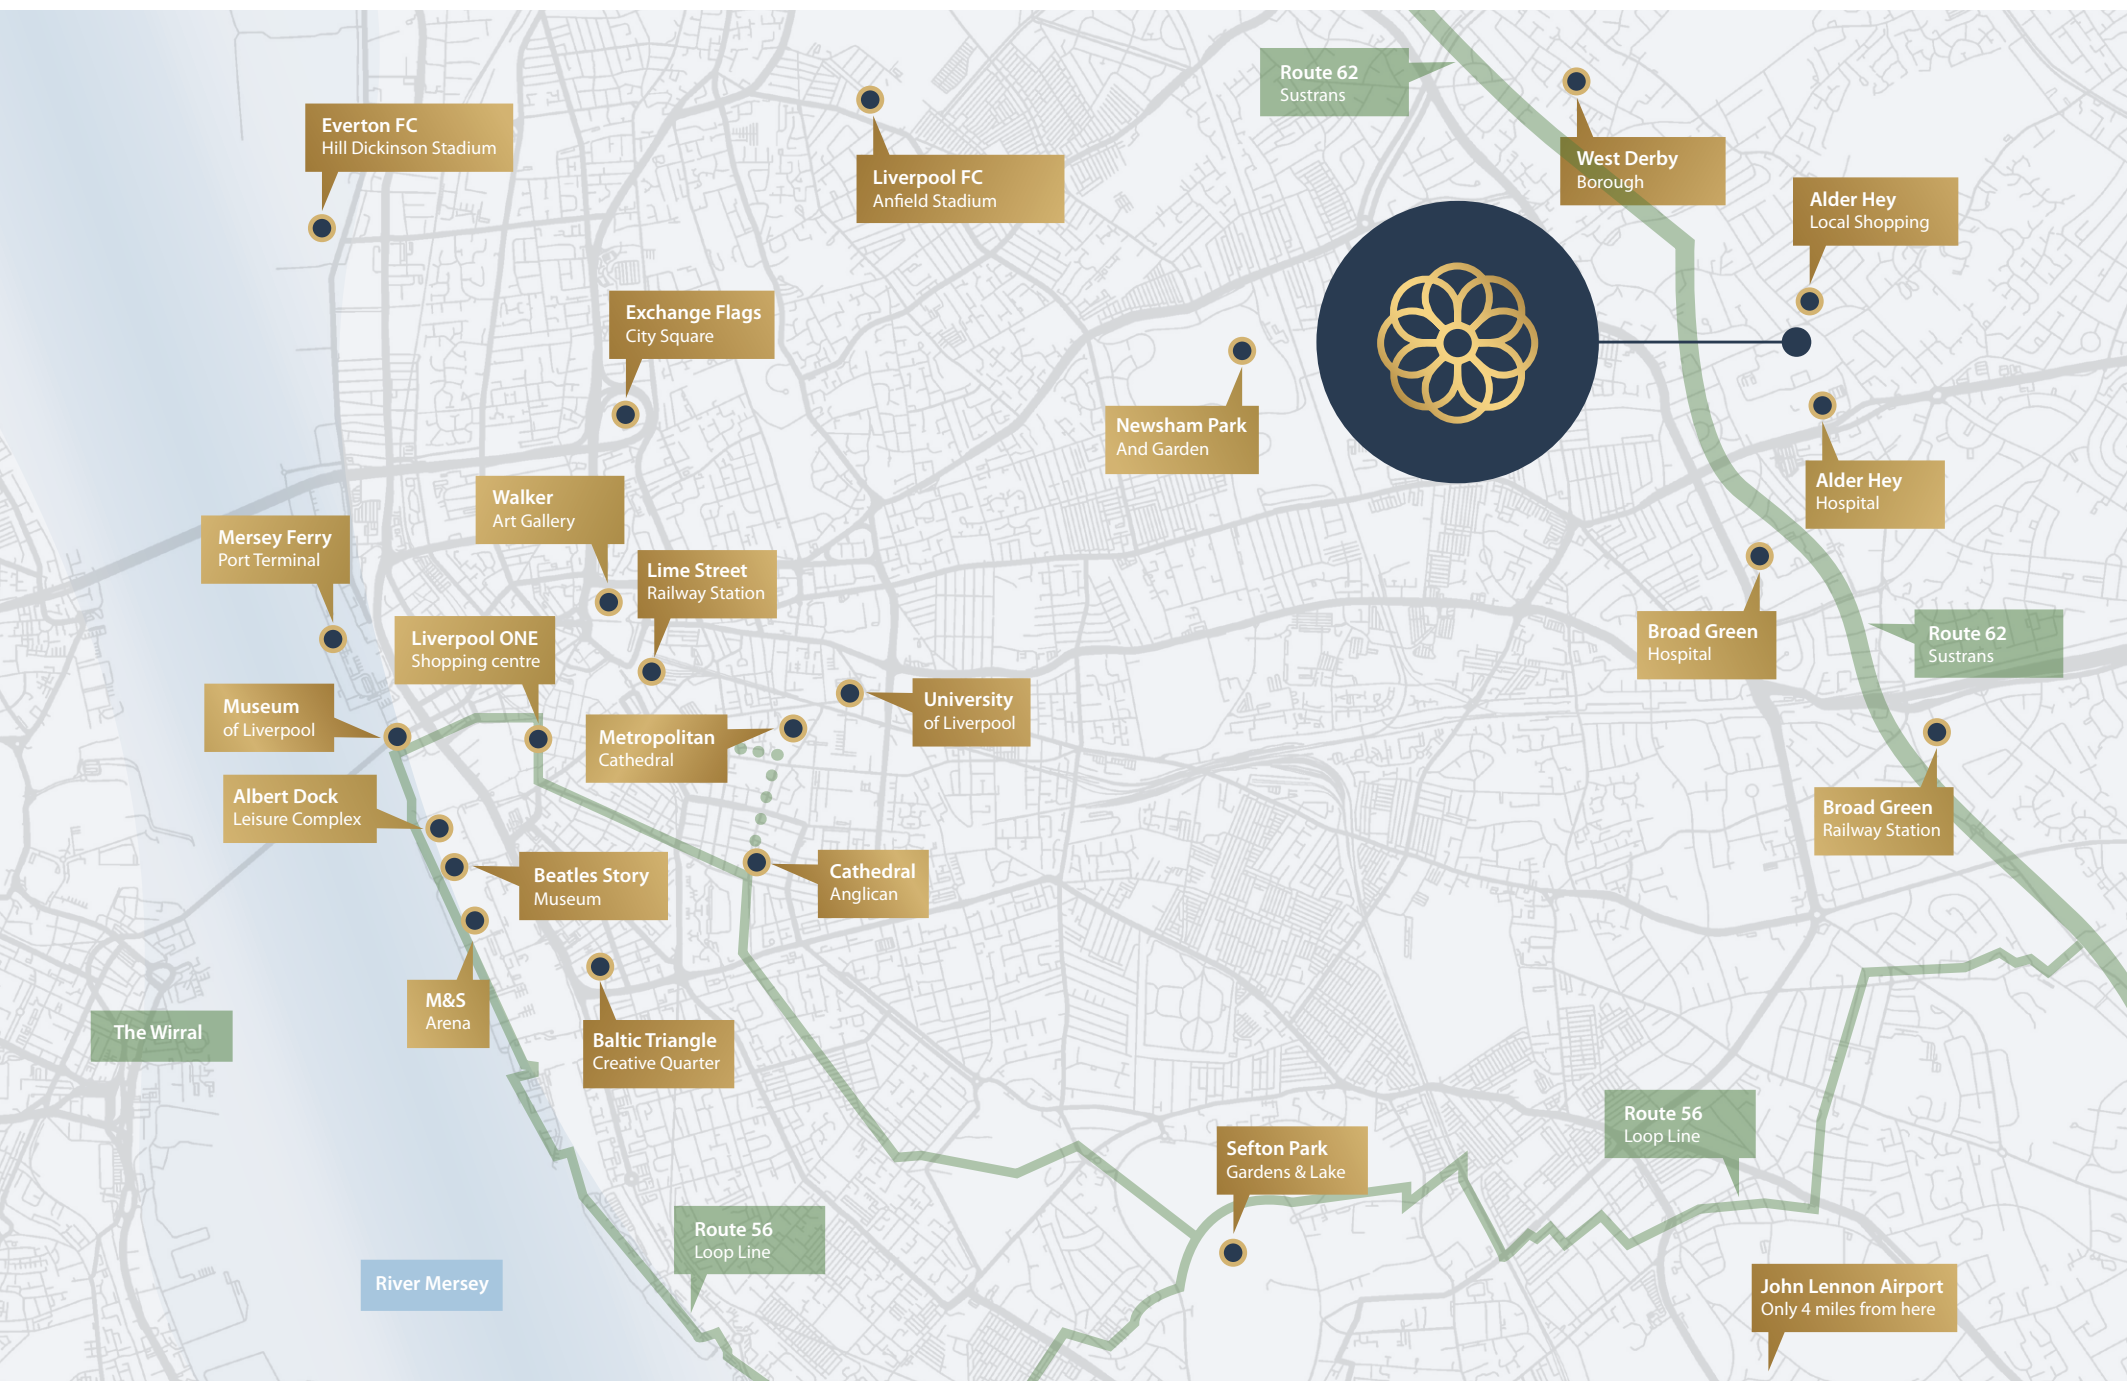 Route 62
Sustrans
Everton FC
Hill Dickinson Stadium
Liverpool FC
Anfield Stadium
West Derby
Borough
Alder Hey
Local Shopping
Exchange Flags
City Square
Newsham Park
And Garden
Alder Hey
Hospital
Walker
Art Gallery
Mersey Ferry
Port Terminal
Lime Street
Railway Station
Liverpool ONE
Shopping centre
Broad Green
Hospital
Route 62
Sustrans
Museum
of Liverpool
University
of Liverpool
Metropolitan
Cathedral
Albert Dock
Leisure Complex
Broad Green
Railway Station
Beatles Story
Museum
Cathedral
Anglican
M&S
Arena
The Wirral
Baltic Triangle
Creative Quarter
Route 56
Loop Line
Sefton Park
Gardens & Lake
Route 56
Loop Line
River Mersey
John Lennon Airport
Only 4 miles from here